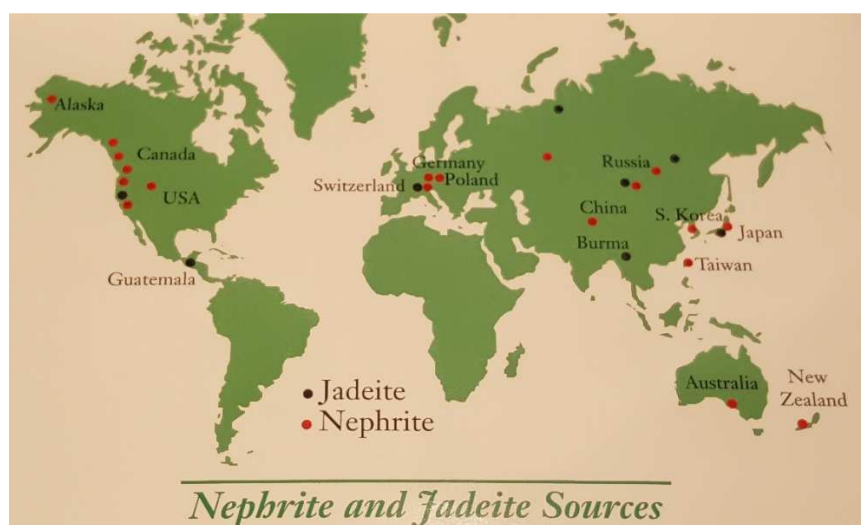 Alaska
Canada
USA
Guatemala
Germany
Switzerland
Poland
Russia
China
S. Korea
Japan
Burma
Taiwan
Australia
New
Zealand
Jadeite
Nephrite
Nephrite and Jadeite Sources